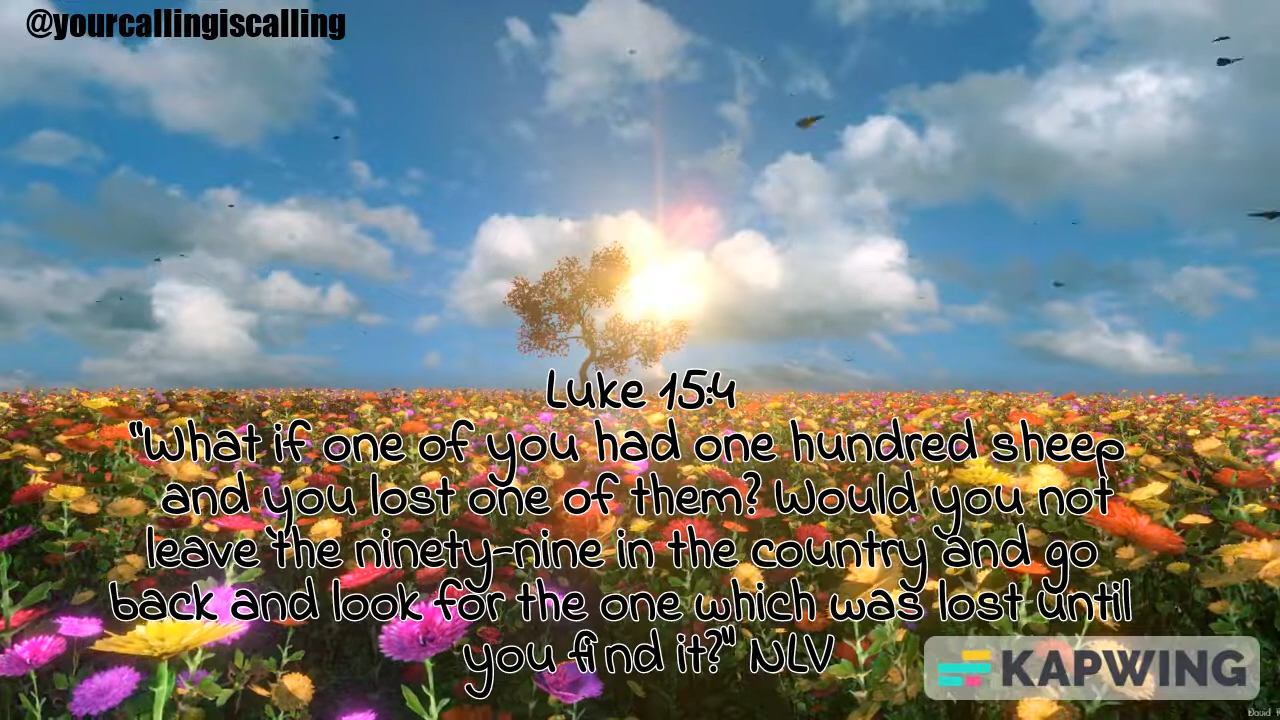 @yourcallingiscalling
Luke 15:4
"What if one of you had one hundred sheep
and you lost one of them? Would you not
leave the ninety-nine in the country and go
back and look for the one which was lost until
you find it?" NLV
KAPWING
David